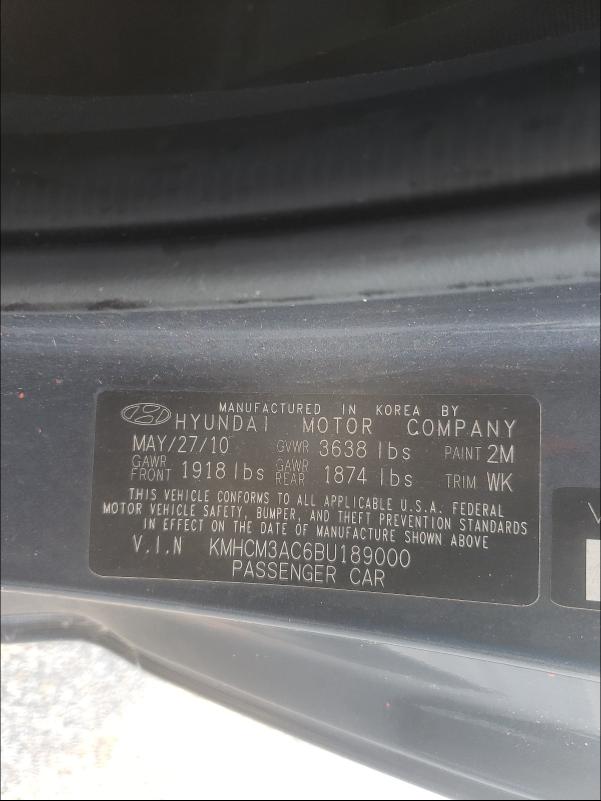 MANUFACTURED IN KOREA BY
HYUNDAI MOTOR COMPANY
MAY/27/10 GVWR 3638 lbs PAINT 2M
GAWR FRONT 1918 lbs GAWR REAR 1874 lbs TRIM WK
THIS VEHICLE CONFORMS TO ALL APPLICABLE U.S.A. FEDERAL
MOTOR VEHICLE SAFETY, BUMPER, AND THEFT PREVENTION STANDARDS
IN EFFECT ON THE DATE OF MANUFACTURE SHOWN ABOVE
V.I.N KMHCM3AC6BU189000
PASSENGER CAR
V